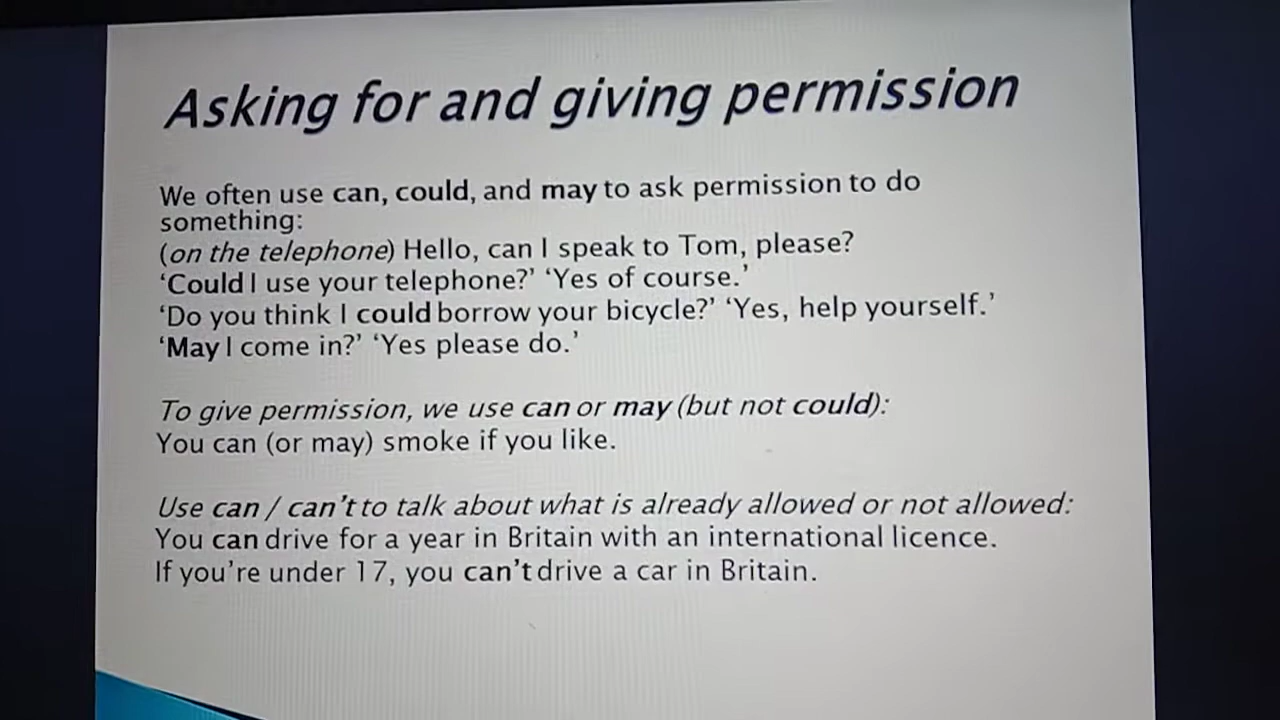 Asking for and giving permission
We often use can, could, and may to ask permission to do
something:
(on the telephone) Hello, can I speak to Tom, please?
‘Could I use your telephone?’ ‘Yes of course.’
‘Do you think I could borrow your bicycle?’ ‘Yes, help yourself.’
‘May I come in?’ ‘Yes please do.’
To give permission, we use can or may (but not could):
You can (or may) smoke if you like.
Use can / can’t to talk about what is already allowed or not allowed:
You can drive for a year in Britain with an international licence.
If you’re under 17, you can’t drive a car in Britain.